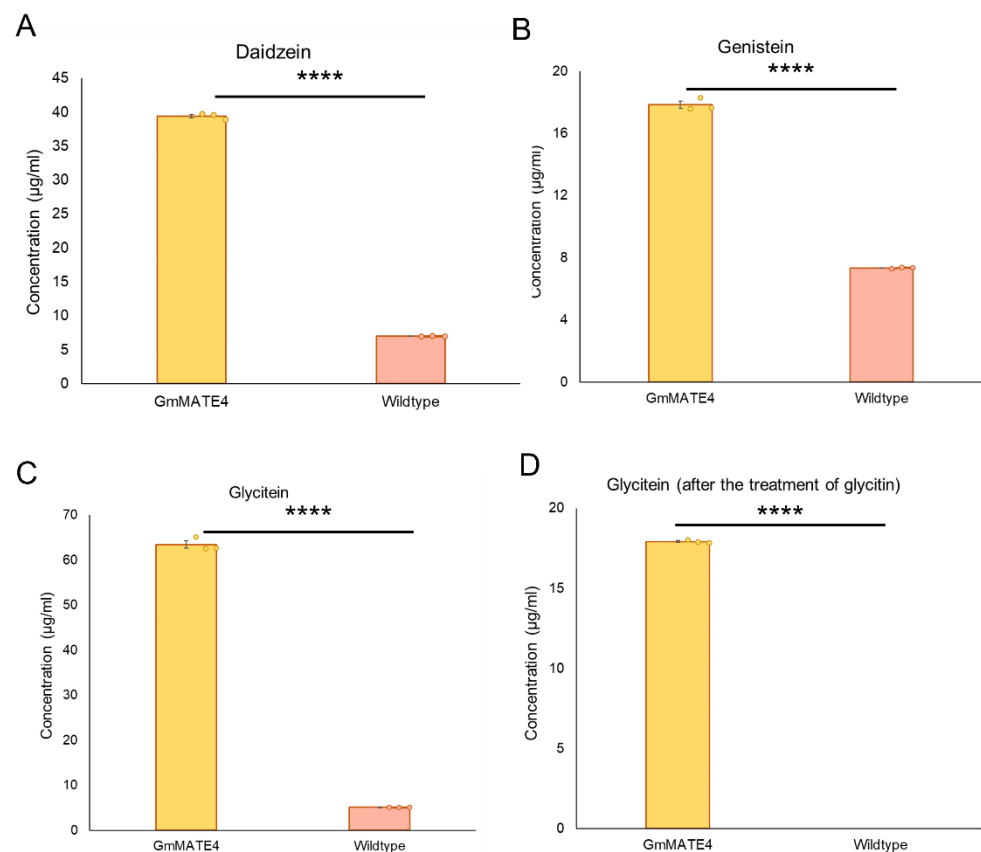 A
Daidzein
****
45
40
35
30
25
20
15
10
5
0
Concentration (µg/ml)
GmMATE4
Wildtype
B
Genistein
****
20
16
12
8
4
0
Concentration (µg/ml)
GmMATE4
Wildtype
C
Glycitein
****
70
60
50
40
30
20
10
0
Concentration (µg/ml)
GmMATE4
Wildtype
D
Glycitein (after the treatment of glycitin)
****
20
15
10
5
0
Concentration (µg/ml)
GmMATE4
Wildtype